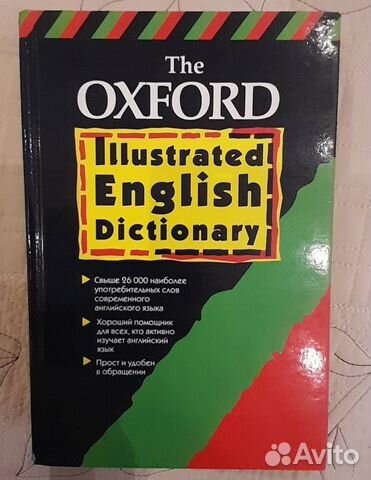 The
OXFORD
Illustrated
English
Dictionary
Свыше 26 000 наиболее
употребительных слов
современного
английского языка
Хороший помощник
для всех, кто активно
изучает английский
язык
Прост и удобен
в обращении
Avito